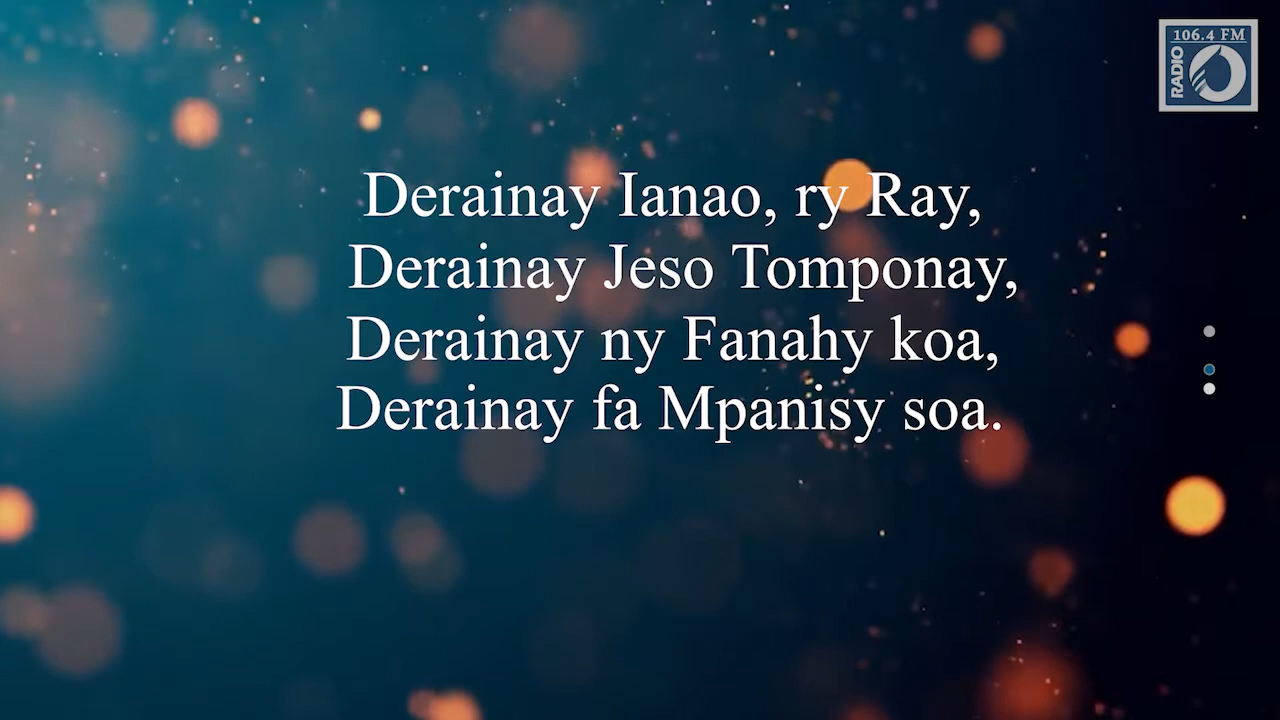 106.4 FM
RADIO
Derainay Ianao, ry Ray,
Derainay Jeso Tomponay,
Derainay ny Fanahy koa,
Derainay fa Mpanisy soa.